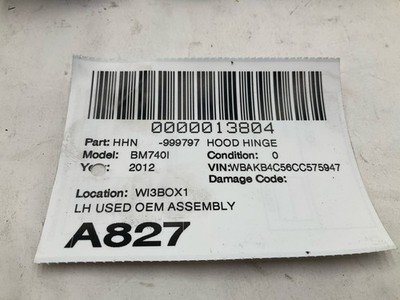 0000013804
Part: HHN -999797 HOOD HINGE
Model: BM740I Condition: 0
Year: 2012 VIN:WBAKB4C56CC575947
Damage Code:
Location: WI3BOX1
LH USED OEM ASSEMBLY
A827